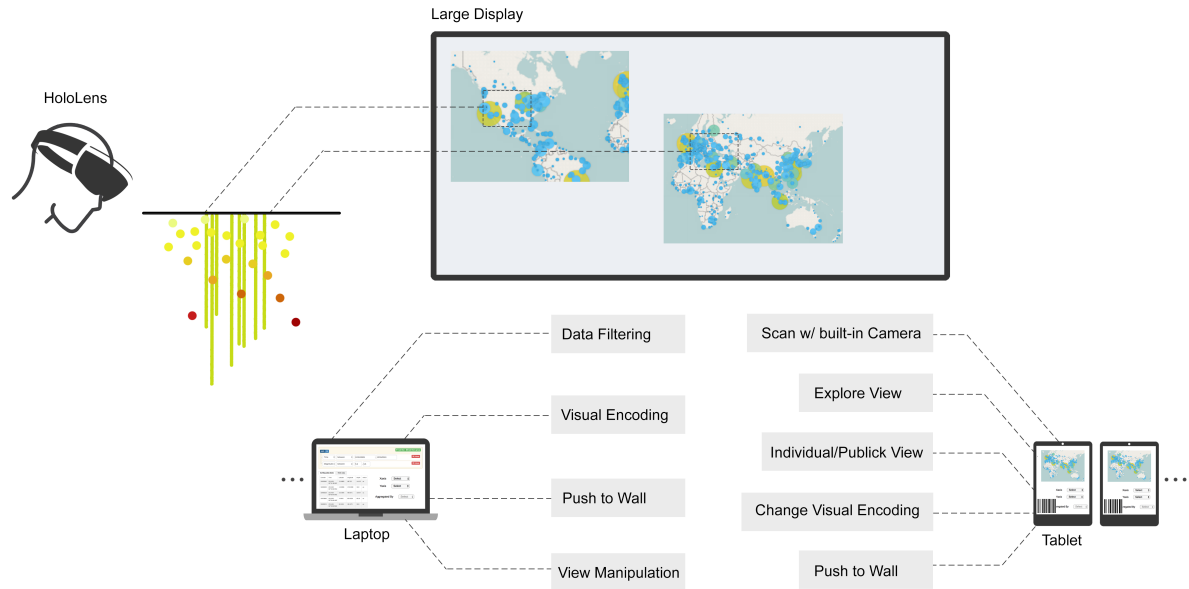 Large Display
HoloLens
Data Filtering
Scan w/ built-in Camera
Explore View
Visual Encoding
Individual/Publick View
Push to Wall
Change Visual Encoding
Laptop
Tablet
View Manipulation
Push to Wall